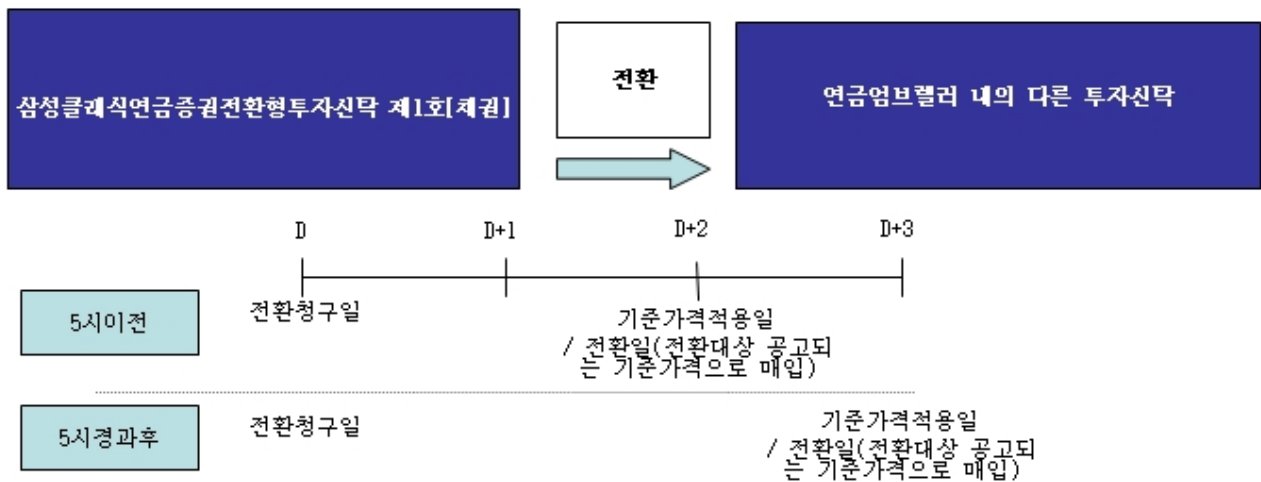 삼성클래식연금증권전환형투자신탁 제1호[채권]
전환
연금엄브렐러 내의 다른 투자신탁
D
D+1
D+2
D+3
5시이전
전환청구일
기준가격적용일
/ 전환일(전환대상 공고되
는 기준가격으로 매입)
5시경과후
전환청구일
기준가격적용일
/ 전환일(전환대상 공고되
는 기준가격으로 매입)